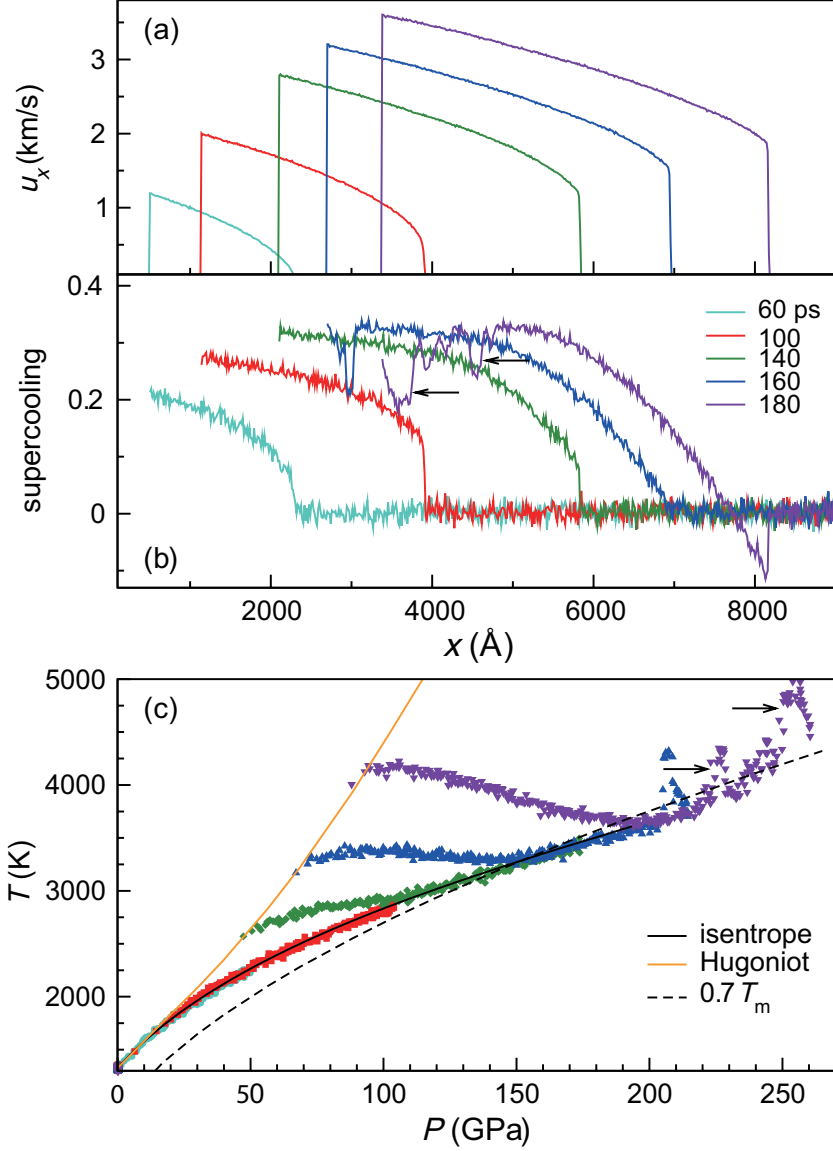 (a)
u_x (km/s)
3
2
1
0.4
0.2
0
supercooling
60 ps
100
140
160
180
(b)
2000
4000
6000
8000
x (Å)
(c)
5000
4000
3000
2000
T (K)
isentrope
Hugoniot
0.7 T_m
0
50
100
150
200
250
P (GPa)